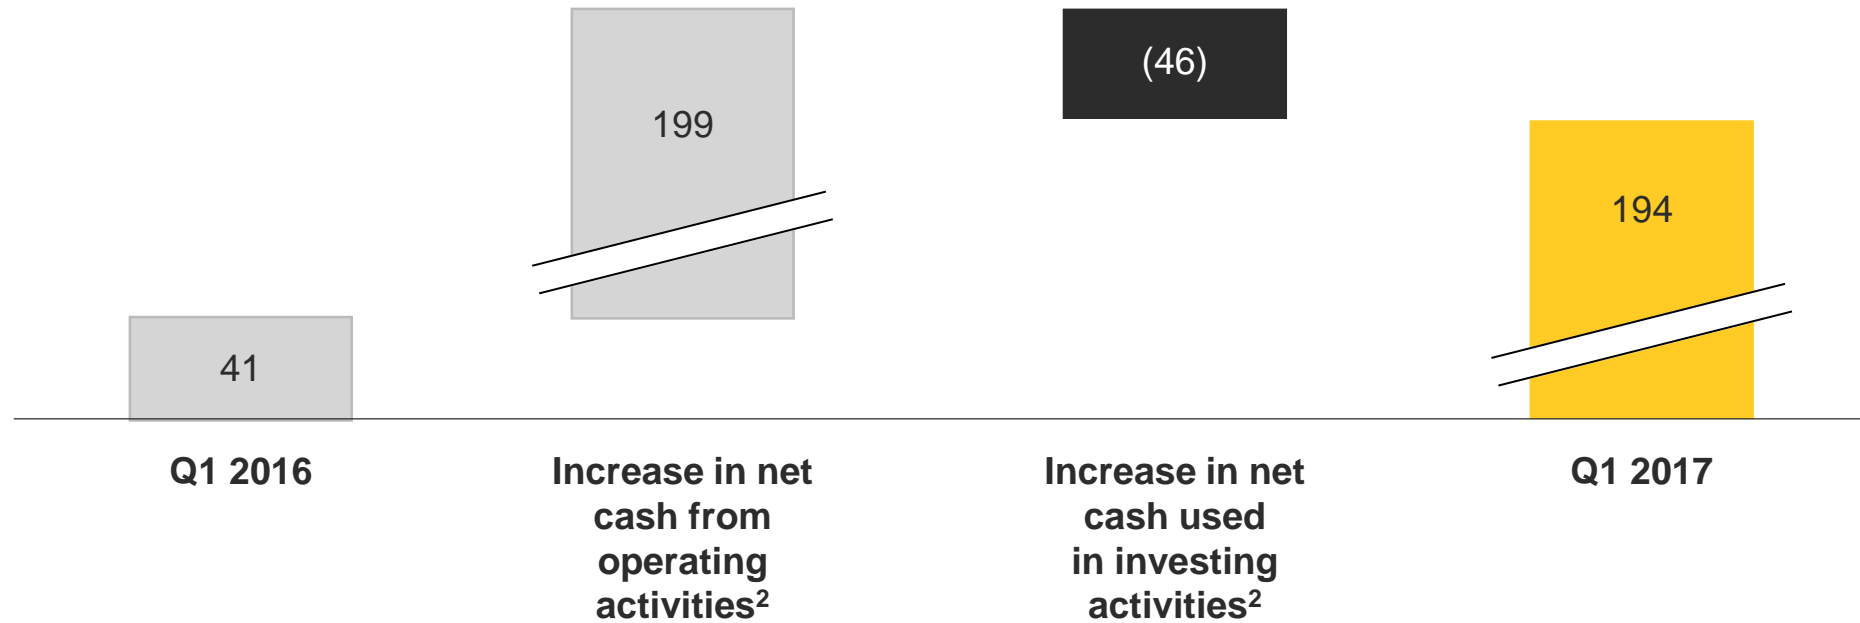 (46)
199
194
41
Q1 2016
Increase in net
cash from
operating
activities²
Increase in net
cash used
in investing
activities²
Q1 2017